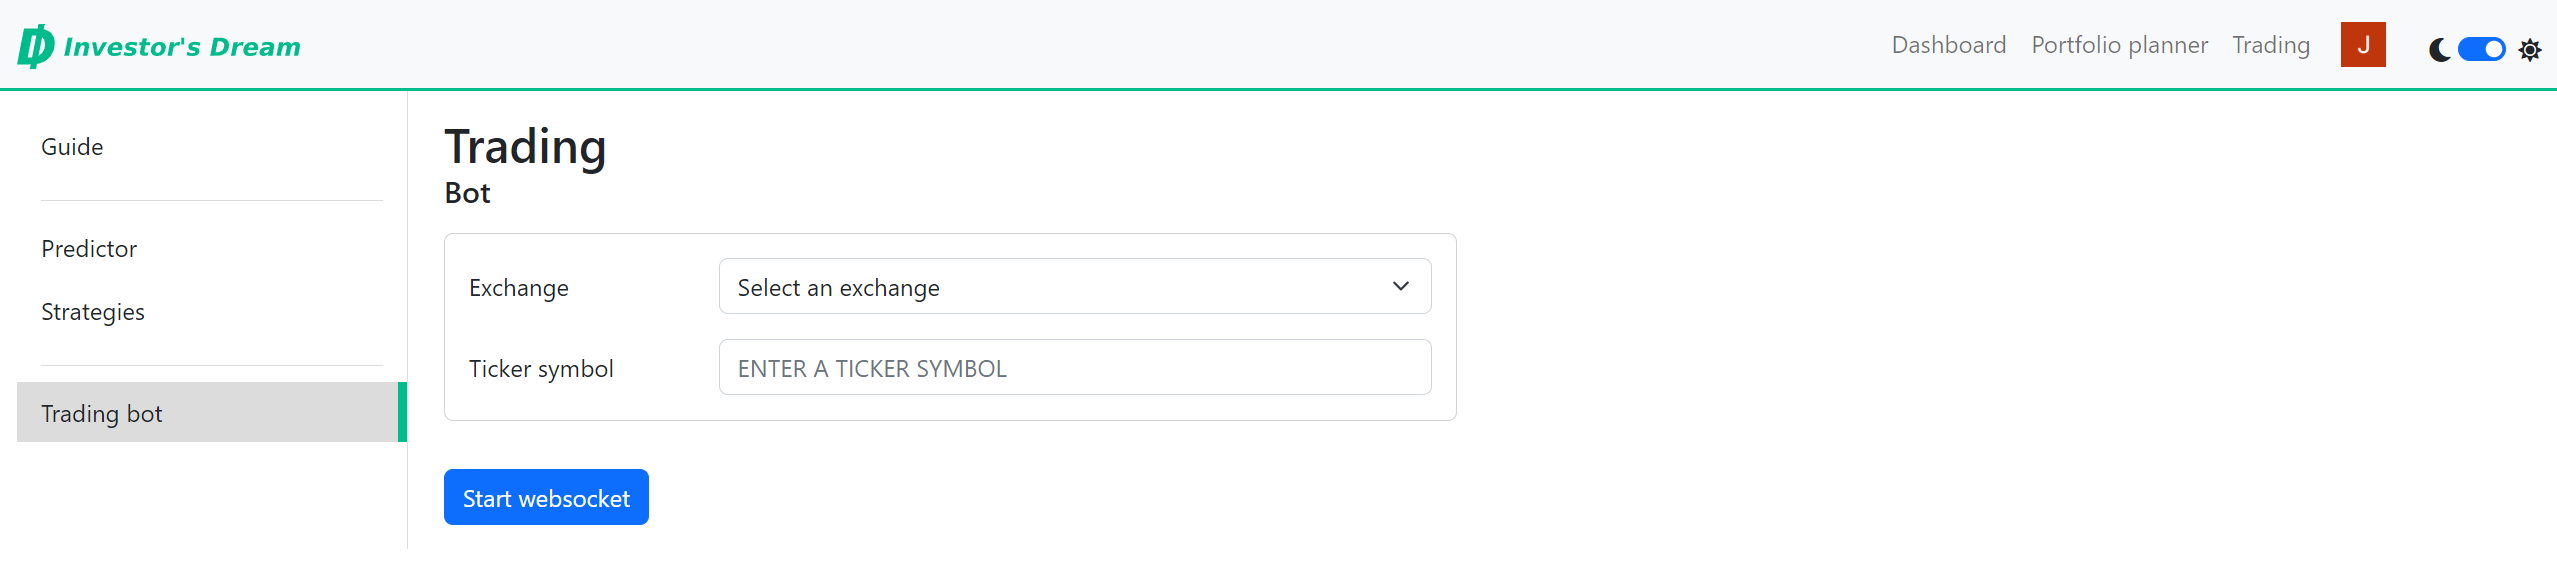 Investor's Dream
Dashboard Portfolio planner Trading J
Guide
Predictor
Strategies
Trading bot
Trading
Bot
Exchange Select an exchange
Ticker symbol ENTER A TICKER SYMBOL
Start websocket